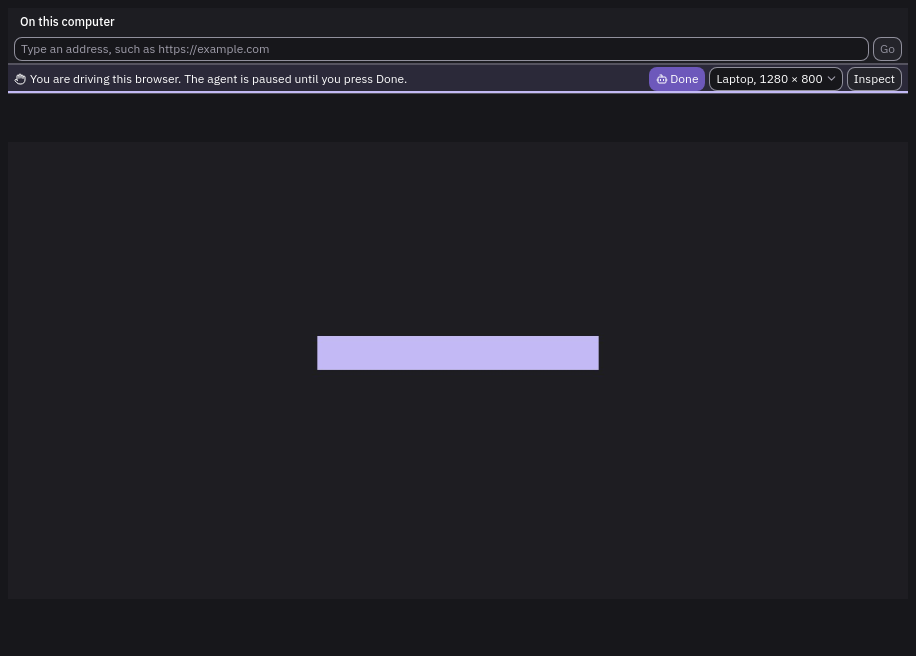 On this computer
Type an address, such as https://example.com
Go
You are driving this browser. The agent is paused until you press Done.
Done
Laptop, 1280 × 800
Inspect